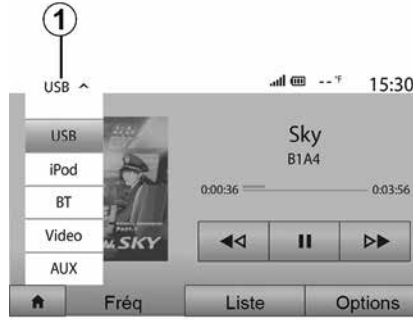 1
USB
-- °F
15:30
USB
iPod
BT
Video
AUX
SKY
Sky
B1A4
0:00:36
0:03:56
Fréq
Liste
Options